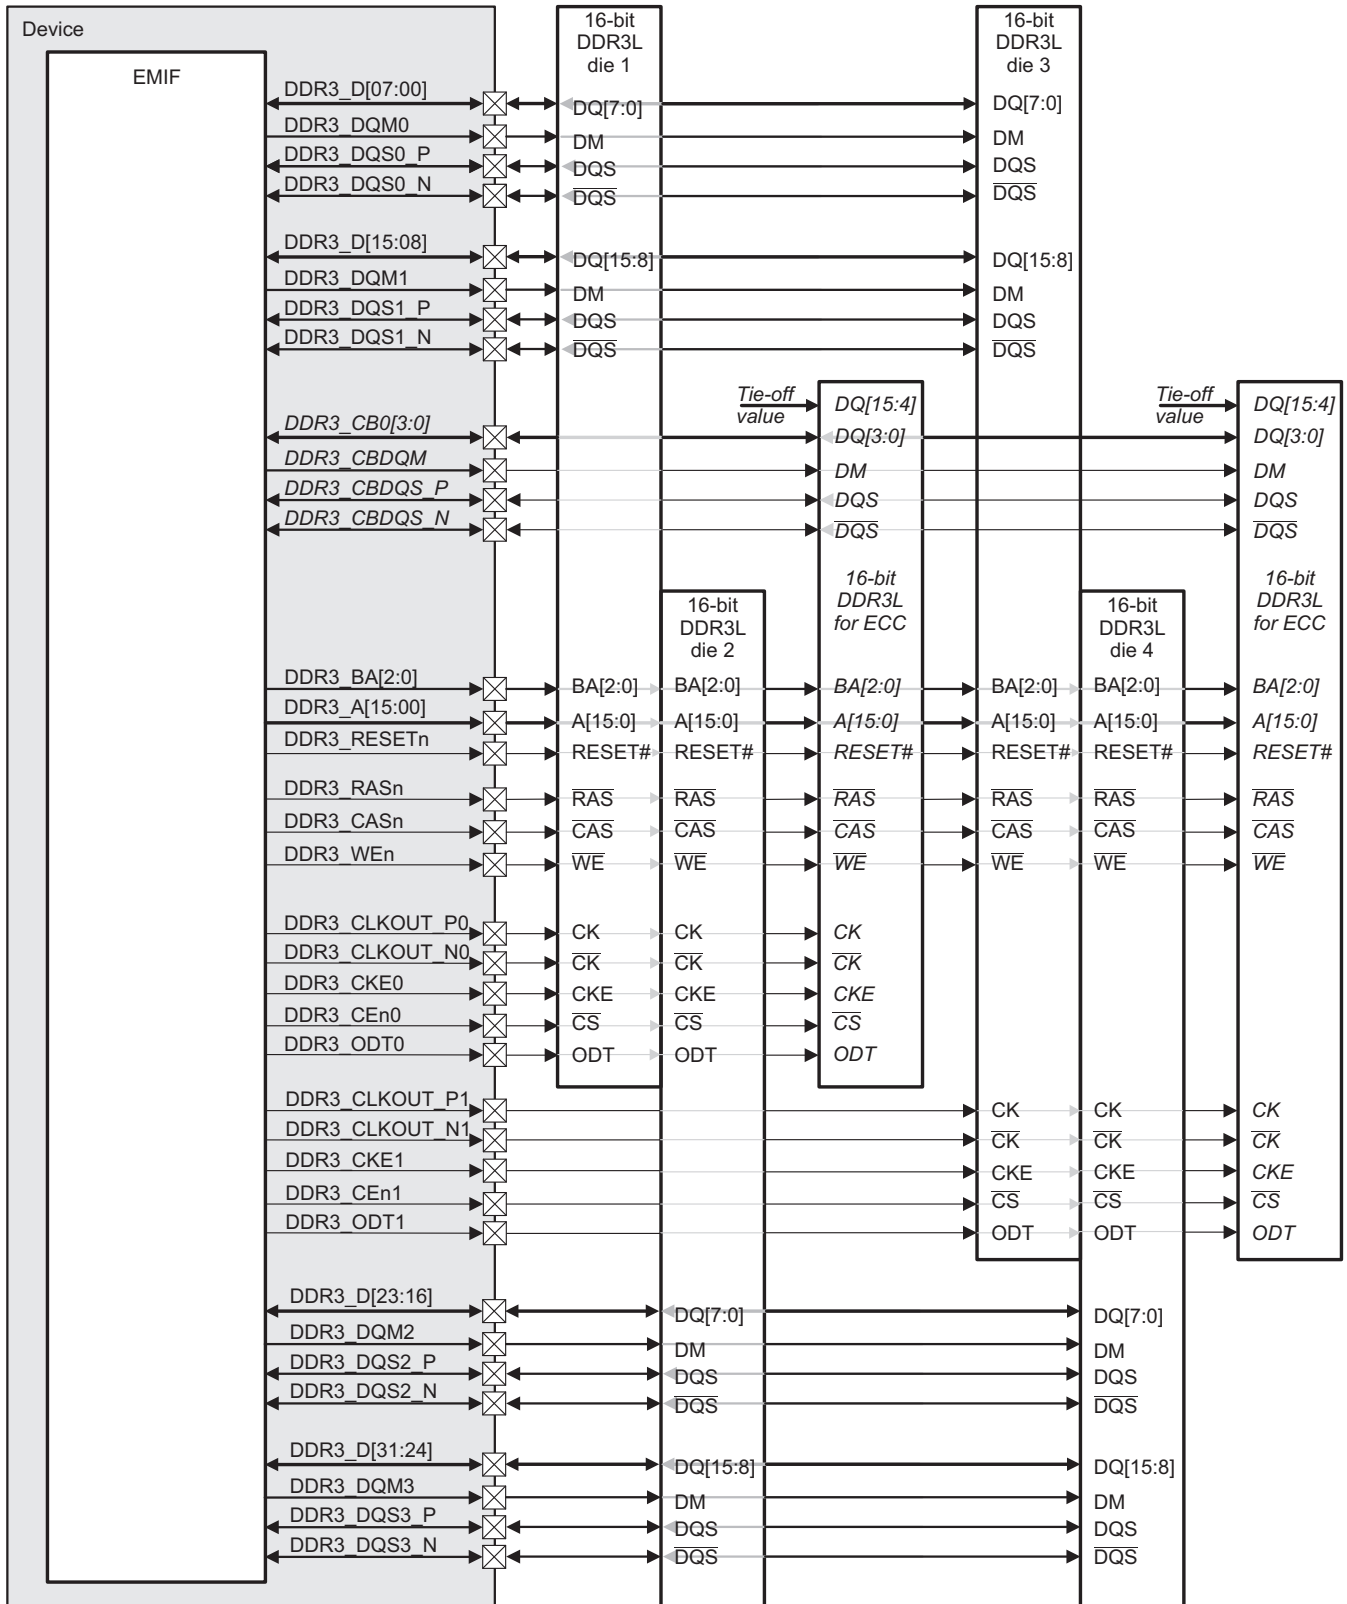 Device
EMIF
16-bit
DDR3L
die 1
16-bit
DDR3L
die 3
DDR3_D[07:00] DQ[7:0] DQ[7:0]
DDR3_DQM0 DM DM
DDR3_DQS0_P DQS DQS
DDR3_DQS0_N DQS DQS
DDR3_D[15:08] DQ[15:8] DQ[15:8]
DDR3_DQM1 DM DM
DDR3_DQS1_P DQS DQS
DDR3_DQS1_N DQS DQS
Tie-off
value
DQ[15:4]
Tie-off
value
DQ[15:4]
DDR3_CB0[3:0] DQ[3:0] DQ[3:0]
DDR3_CBDQM DM DM
DDR3_CBDQS_P DQS DQS
DDR3_CBDQS_N DQS DQS
16-bit
DDR3L
for ECC
16-bit
DDR3L
for ECC
16-bit
DDR3L
die 2
16-bit
DDR3L
die 4
DDR3_BA[2:0] BA[2:0] BA[2:0] BA[2:0] BA[2:0] BA[2:0] BA[2:0]
DDR3_A[15:00] A[15:0] A[15:0] A[15:0] A[15:0] A[15:0] A[15:0]
DDR3_RESETn RESET# RESET# RESET# RESET# RESET# RESET#
DDR3_RASn RAS RAS RAS RAS RAS RAS
DDR3_CASn CAS CAS CAS CAS CAS CAS
DDR3_WEn WE WE WE WE WE WE
DDR3_CLKOUT_P0 CK CK CK
DDR3_CLKOUT_N0 CK CK CK
DDR3_CKE0 CKE CKE CKE
DDR3_CEn0 CS CS CS
DDR3_ODT0 ODT ODT ODT
DDR3_CLKOUT_P1 CK CK CK
DDR3_CLKOUT_N1 CK CK CK
DDR3_CKE1 CKE CKE CKE
DDR3_CEn1 CS CS CS
DDR3_ODT1 ODT ODT ODT
DDR3_D[23:16] DQ[7:0] DQ[7:0]
DDR3_DQM2 DM DM
DDR3_DQS2_P DQS DQS
DDR3_DQS2_N DQS DQS
DDR3_D[31:24] DQ[15:8] DQ[15:8]
DDR3_DQM3 DM DM
DDR3_DQS3_P DQS DQS
DDR3_DQS3_N DQS DQS